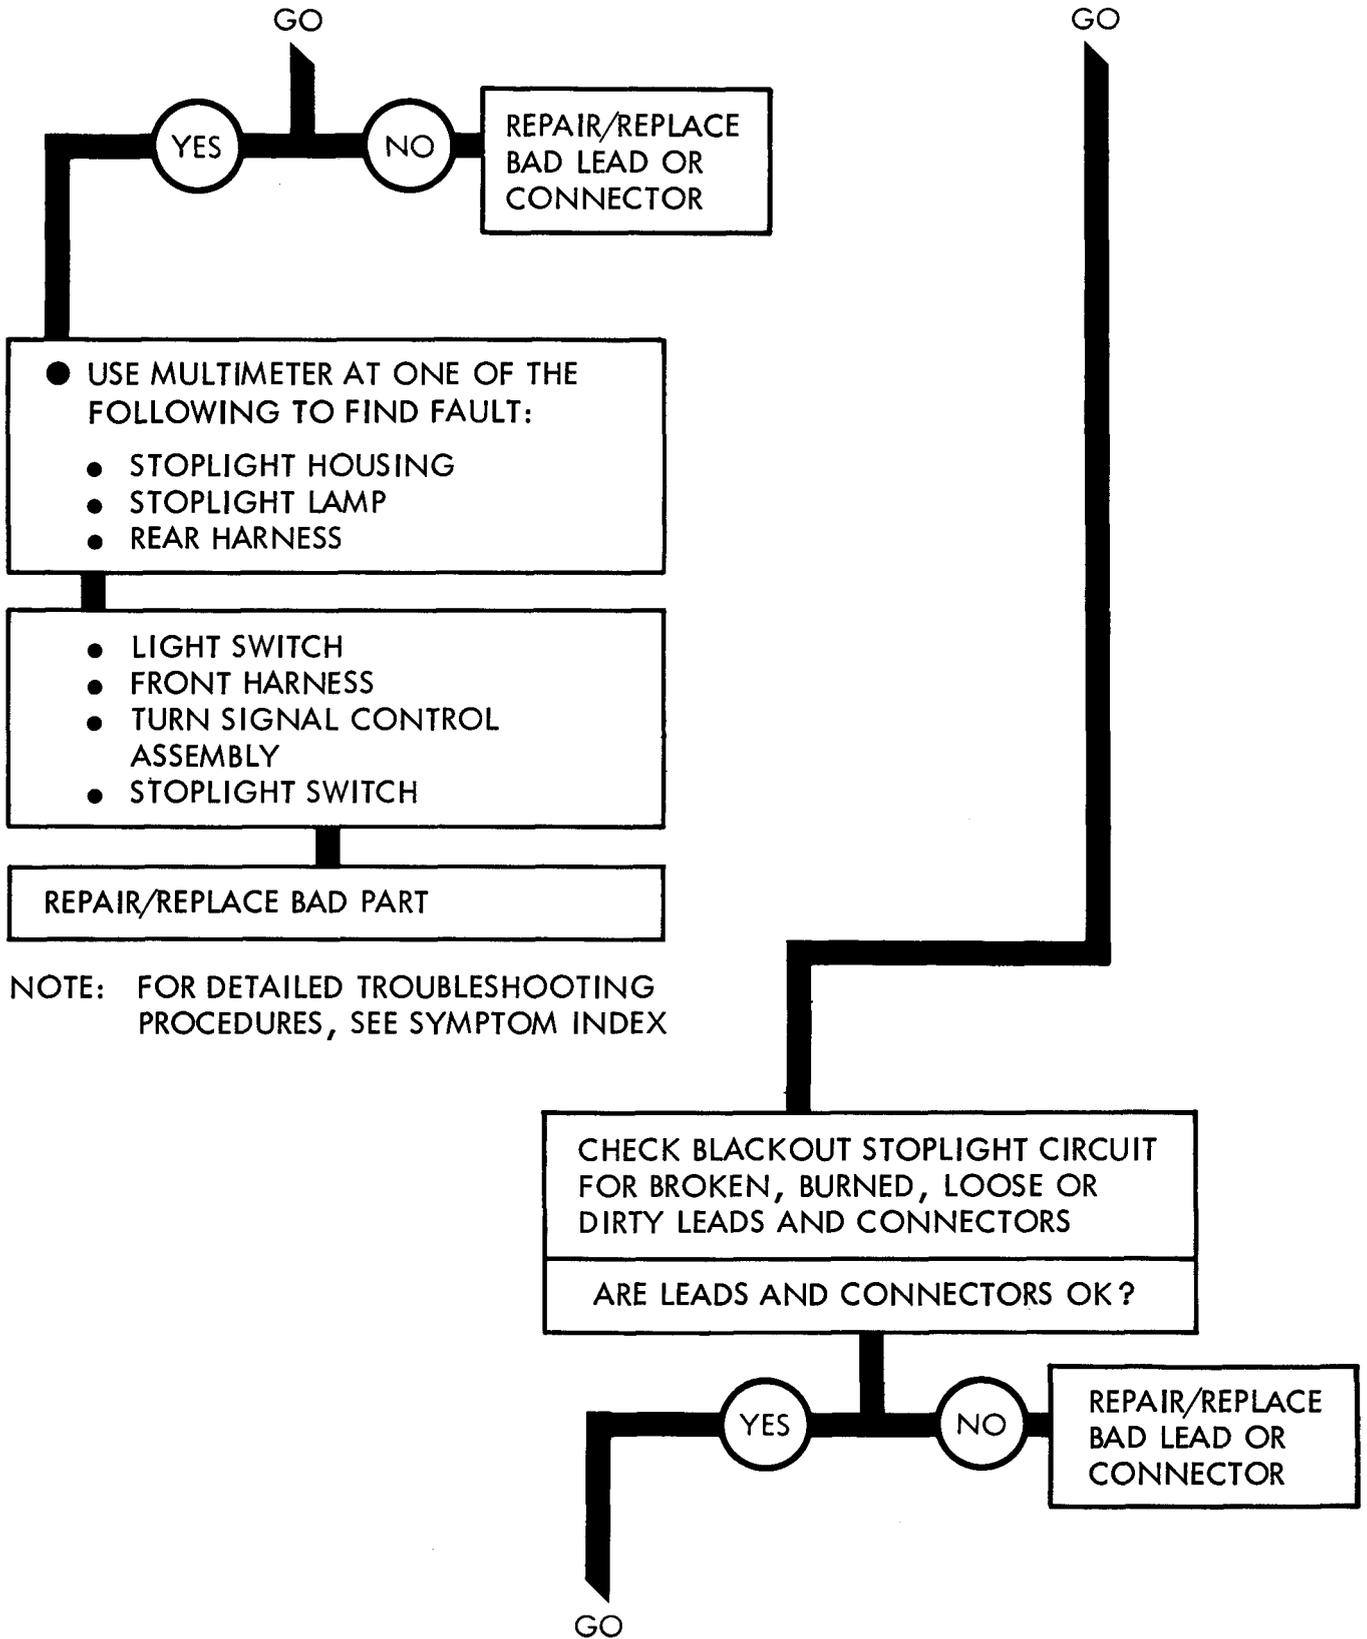 GO
GO
YES
NO
REPAIR/REPLACE
BAD LEAD OR
CONNECTOR
● USE MULTIMETER AT ONE OF THE
FOLLOWING TO FIND FAULT:
● STOPLIGHT HOUSING
● STOPLIGHT LAMP
● REAR HARNESS
● LIGHT SWITCH
● FRONT HARNESS
● TURN SIGNAL CONTROL
ASSEMBLY
● STOPLIGHT SWITCH
REPAIR/REPLACE BAD PART
NOTE: FOR DETAILED TROUBLESHOOTING
PROCEDURES, SEE SYMPTOM INDEX
CHECK BLACKOUT STOPLIGHT CIRCUIT
FOR BROKEN, BURNED, LOOSE OR
DIRTY LEADS AND CONNECTORS
ARE LEADS AND CONNECTORS OK?
YES
NO
REPAIR/REPLACE
BAD LEAD OR
CONNECTOR
GO